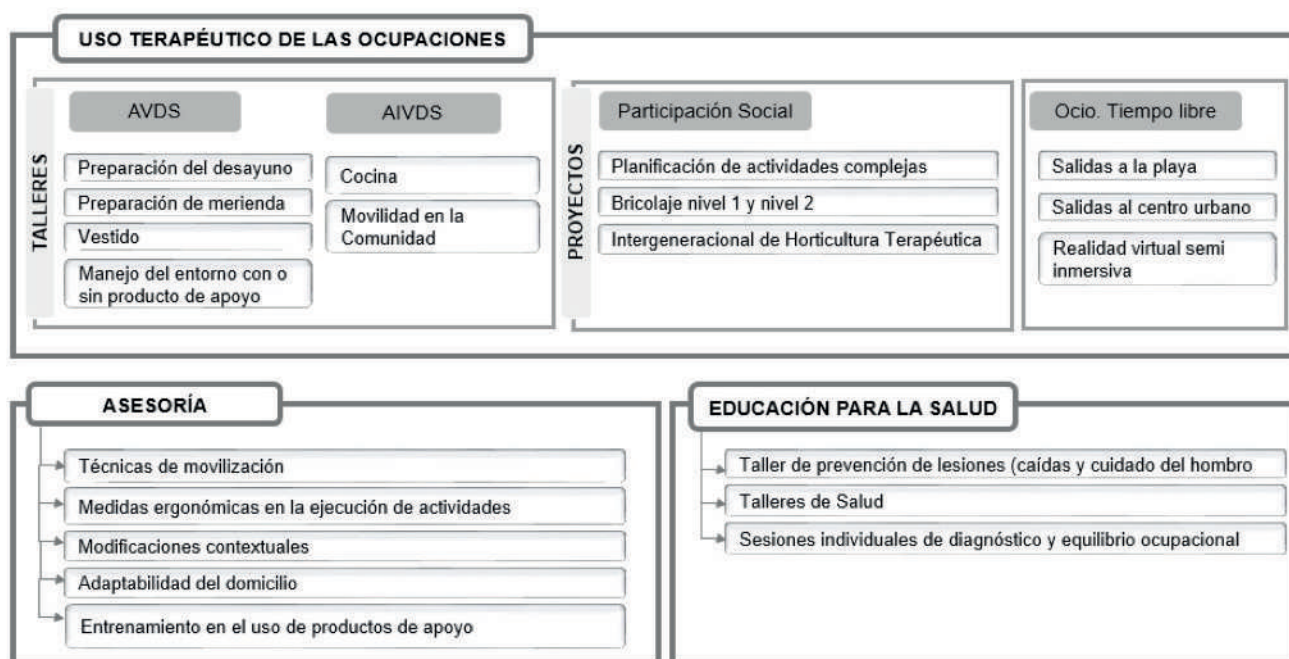 USO TERAPÉUTICO DE LAS OCUPACIONES
TALLERES
AVDS
Preparación del desayuno
Preparación de merienda
Vestido
Manejo del entorno con o
sin producto de apoyo
AIVDS
Cocina
Movilidad en la
Comunidad
PROYECTOS
Participación Social
Planificación de actividades complejas
Bricolaje nivel 1 y nivel 2
Intergeneracional de Horticultura Terapéutica
Ocio. Tiempo libre
Salidas a la playa
Salidas al centro urbano
Realidad virtual semi
inmersiva
ASESORÍA
Técnicas de movilización
Medidas ergonómicas en la ejecución de actividades
Modificaciones contextuales
Adaptabilidad del domicilio
Entrenamiento en el uso de productos de apoyo
EDUCACIÓN PARA LA SALUD
Taller de prevención de lesiones (caídas y cuidado del hombro
Talleres de Salud
Sesiones individuales de diagnóstico y equilibrio ocupacional